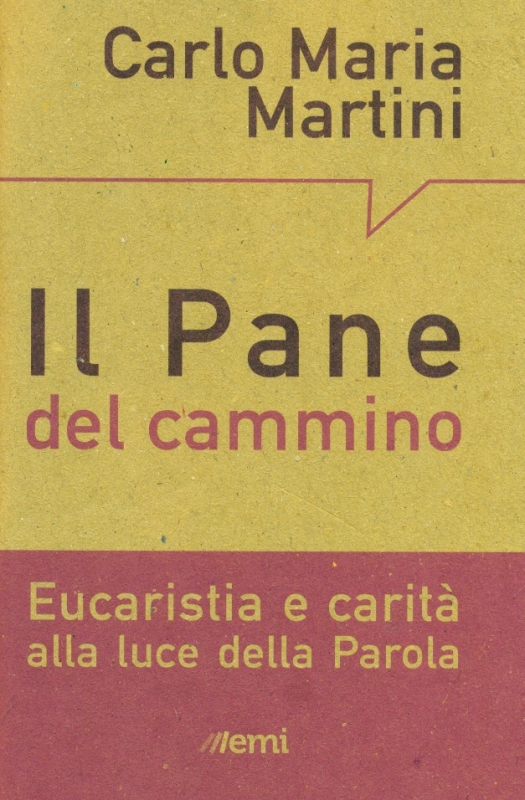 Carlo Maria
Martini
Il Pane
del cammino
Eucaristia e carità
alla luce della Parola
emi